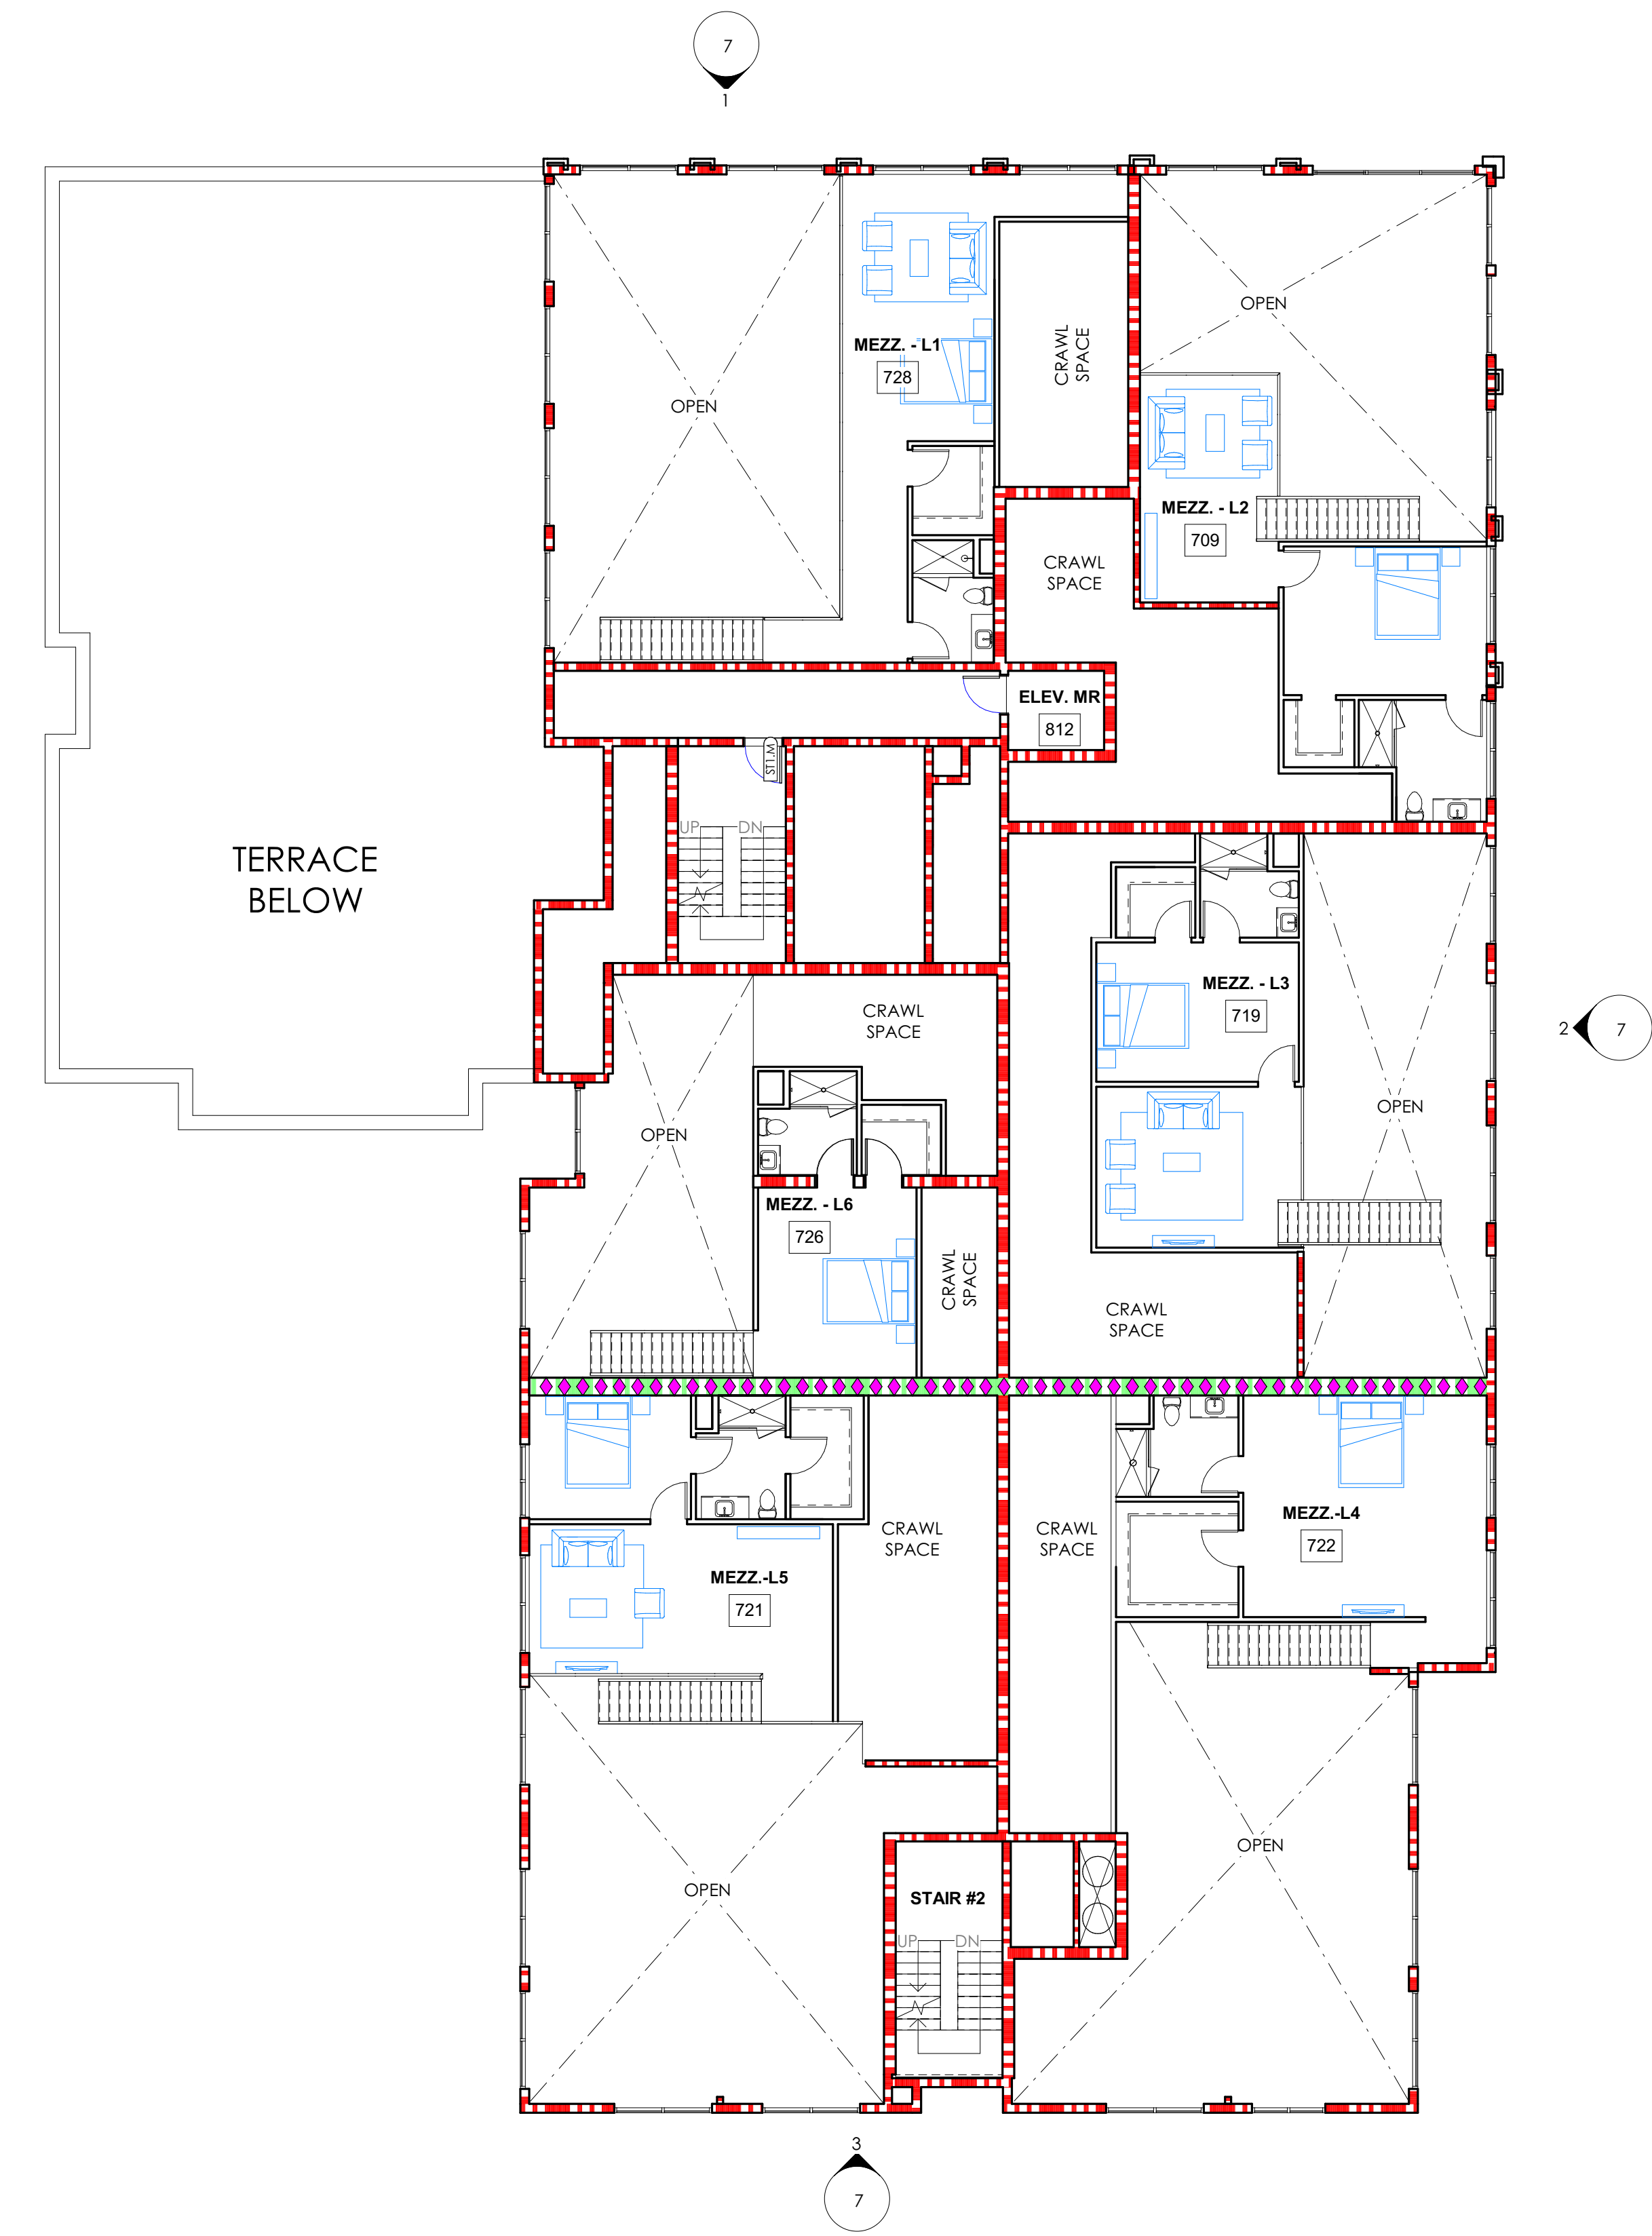 7
1
OPEN
MEZZ. - L1
728
CRAWL
SPACE
OPEN
OPEN
MEZZ. - L2
709
CRAWL
SPACE
ELEV. MR
812
ST1.M
UP
DN
TERRACE
BELOW
MEZZ. - L3
719
CRAWL
SPACE
2
7
OPEN
OPEN
MEZZ. - L6
726
CRAWL
SPACE
CRAWL
SPACE
MEZZ.-L4
722
CRAWL
SPACE
CRAWL
SPACE
MEZZ.-L5
721
OPEN
OPEN
STAIR #2
UP
DN
3
7